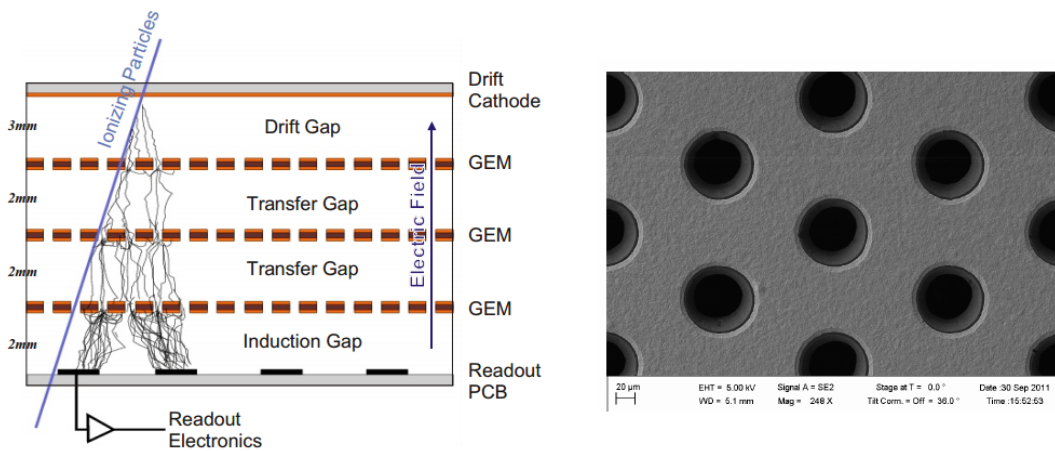 Ionizing Particles
Drift
Cathode
3mm
Drift Gap
GEM
2mm
Transfer Gap
Electric Field
GEM
2mm
Transfer Gap
GEM
2mm
Induction Gap
Readout
PCB
Readout
Electronics
20 µm
EHT = 5.00 kV
Signal A = SE2
Stage at T = 0.0 °
Date :30 Sep 2011
WD = 5.1 mm
Mag = 248 X
Tilt Corrn. = Off = 36.0 °
Time :15:52:53